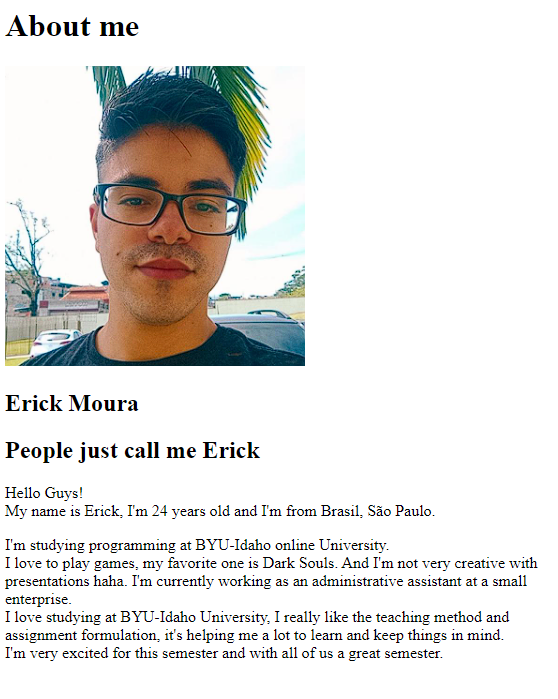 About me
Erick Moura
People just call me Erick
Hello Guys!
My name is Erick, I'm 24 years old and I'm from Brasil, São Paulo.
I'm studying programming at BYU-Idaho online University.
I love to play games, my favorite one is Dark Souls. And I'm not very creative with
presentations haha. I'm currently working as an administrative assistant at a small
enterprise.
I love studying at BYU-Idaho University, I really like the teaching method and
assignment formulation, it's helping me a lot to learn and keep things in mind.
I'm very excited for this semester and with all of us a great semester.